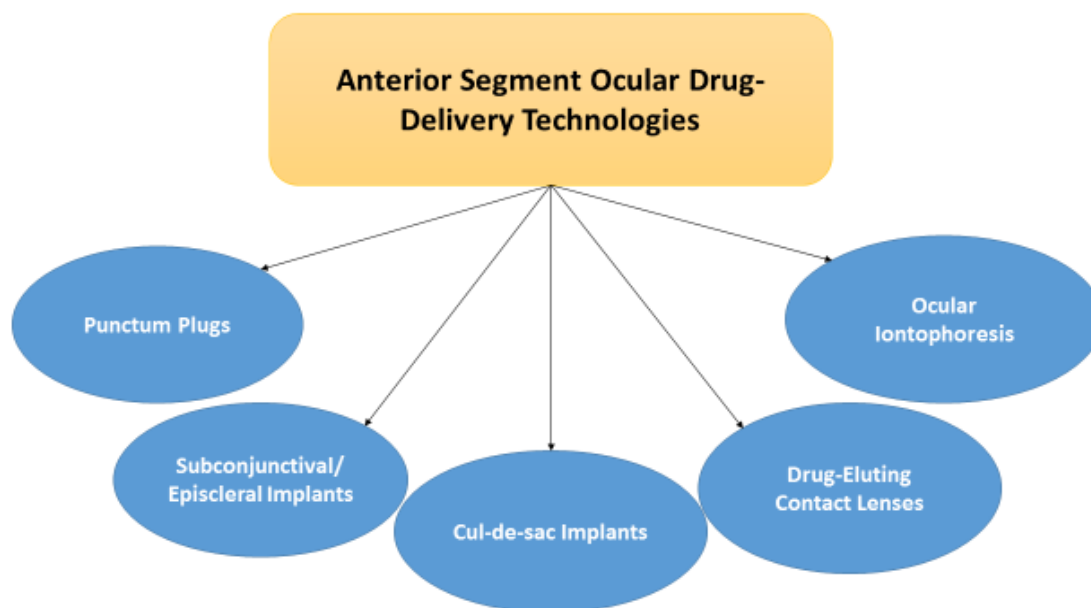 Anterior Segment Ocular Drug-
Delivery Technologies
Punctum Plugs
Subconjunctival/
Episcleral Implants
Cul-de-sac Implants
Drug-Eluting
Contact Lenses
Ocular
Iontophoresis